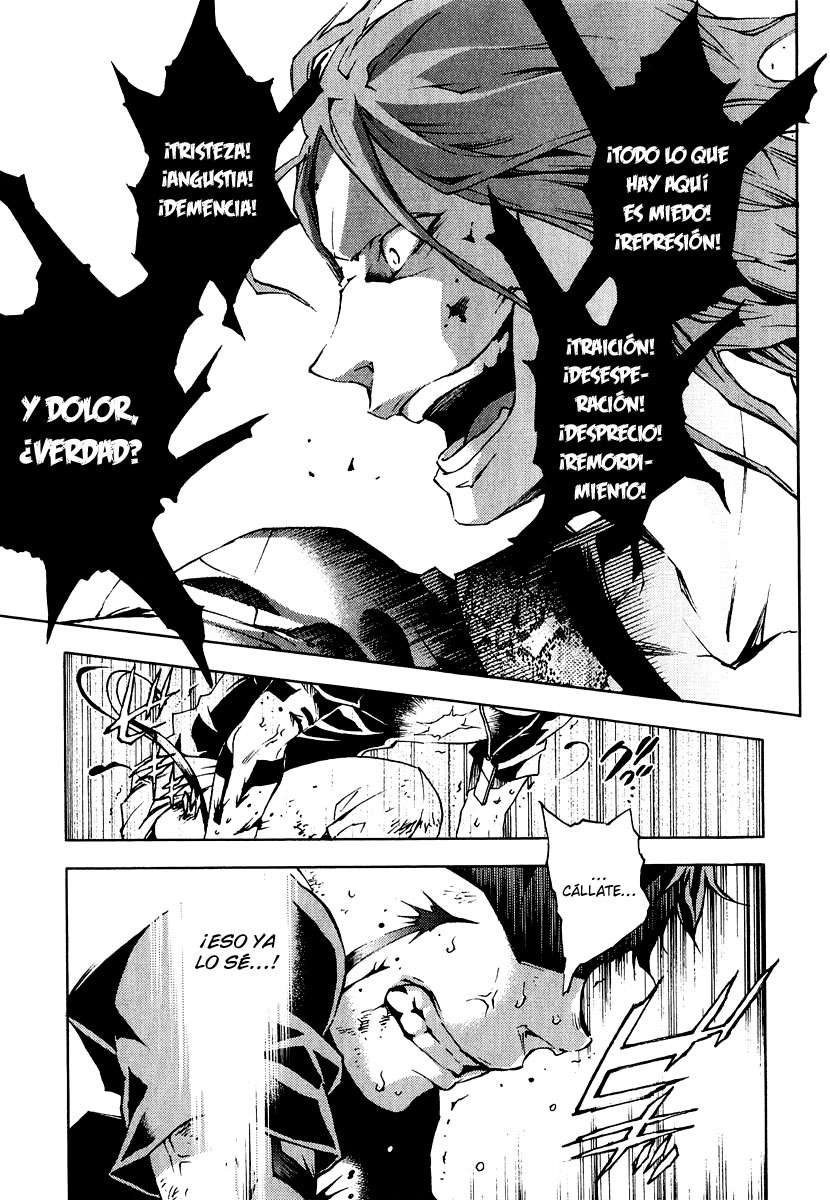 ¡TODO LO QUE
HAY AQUÍ
ES MIEDO!
¡REPRESIÓN!
¡TRAICIÓN!
¡DESESPE-
RACIÓN!
¡DESPRECIO!
¡REMORDI-
MIENTO!
¡TRISTEZA!
¡ANGUSTIA!
¡DEMENCIA!
Y DOLOR,
¿VERDAD?
...
CÁLLATE...
¡ESO YA
LO SÉ...!